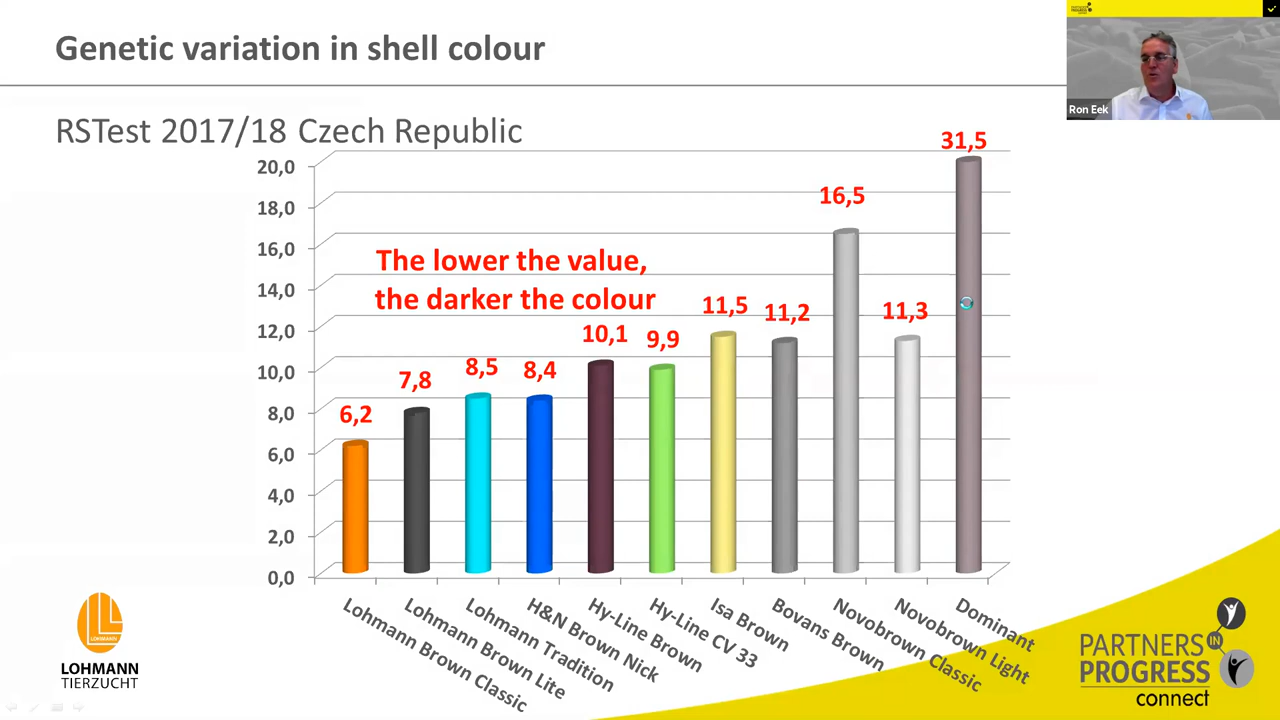 Genetic variation in shell colour
RSTest 2017/18 Czech Republic
Ron Eek
20,0
18,0
16,0
14,0
12,0
10,0
8,0
6,0
4,0
2,0
0,0
The lower the value,
the darker the colour
6,2
7,8
8,5
8,4
10,1
9,9
11,5
11,2
16,5
11,3
31,5
Lohmann Brown Classic
Lohmann Brown Lite
Lohmann Tradition
H&N Brown Nick
Hy-Line Brown
Hy-Line CV 33
Isa Brown
Bovans Brown
Novobrown Classic
Novobrown Light
Dominant
LOHMANN
LOHMANN
TIERZUCHT
PARTNERS IN
PROGRESS
connect